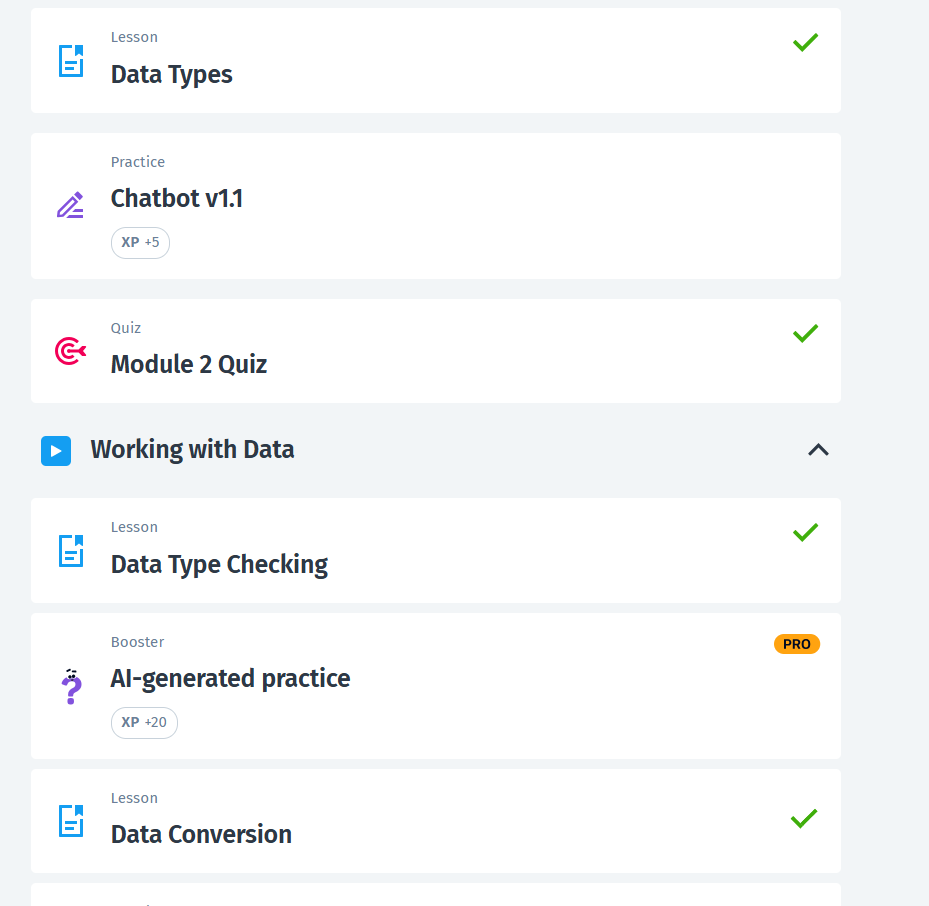 Lesson
Data Types
Practice
Chatbot v1.1
XP +5
Quiz
Module 2 Quiz
Working with Data
Lesson
Data Type Checking
Booster
PRO
AI-generated practice
XP +20
Lesson
Data Conversion